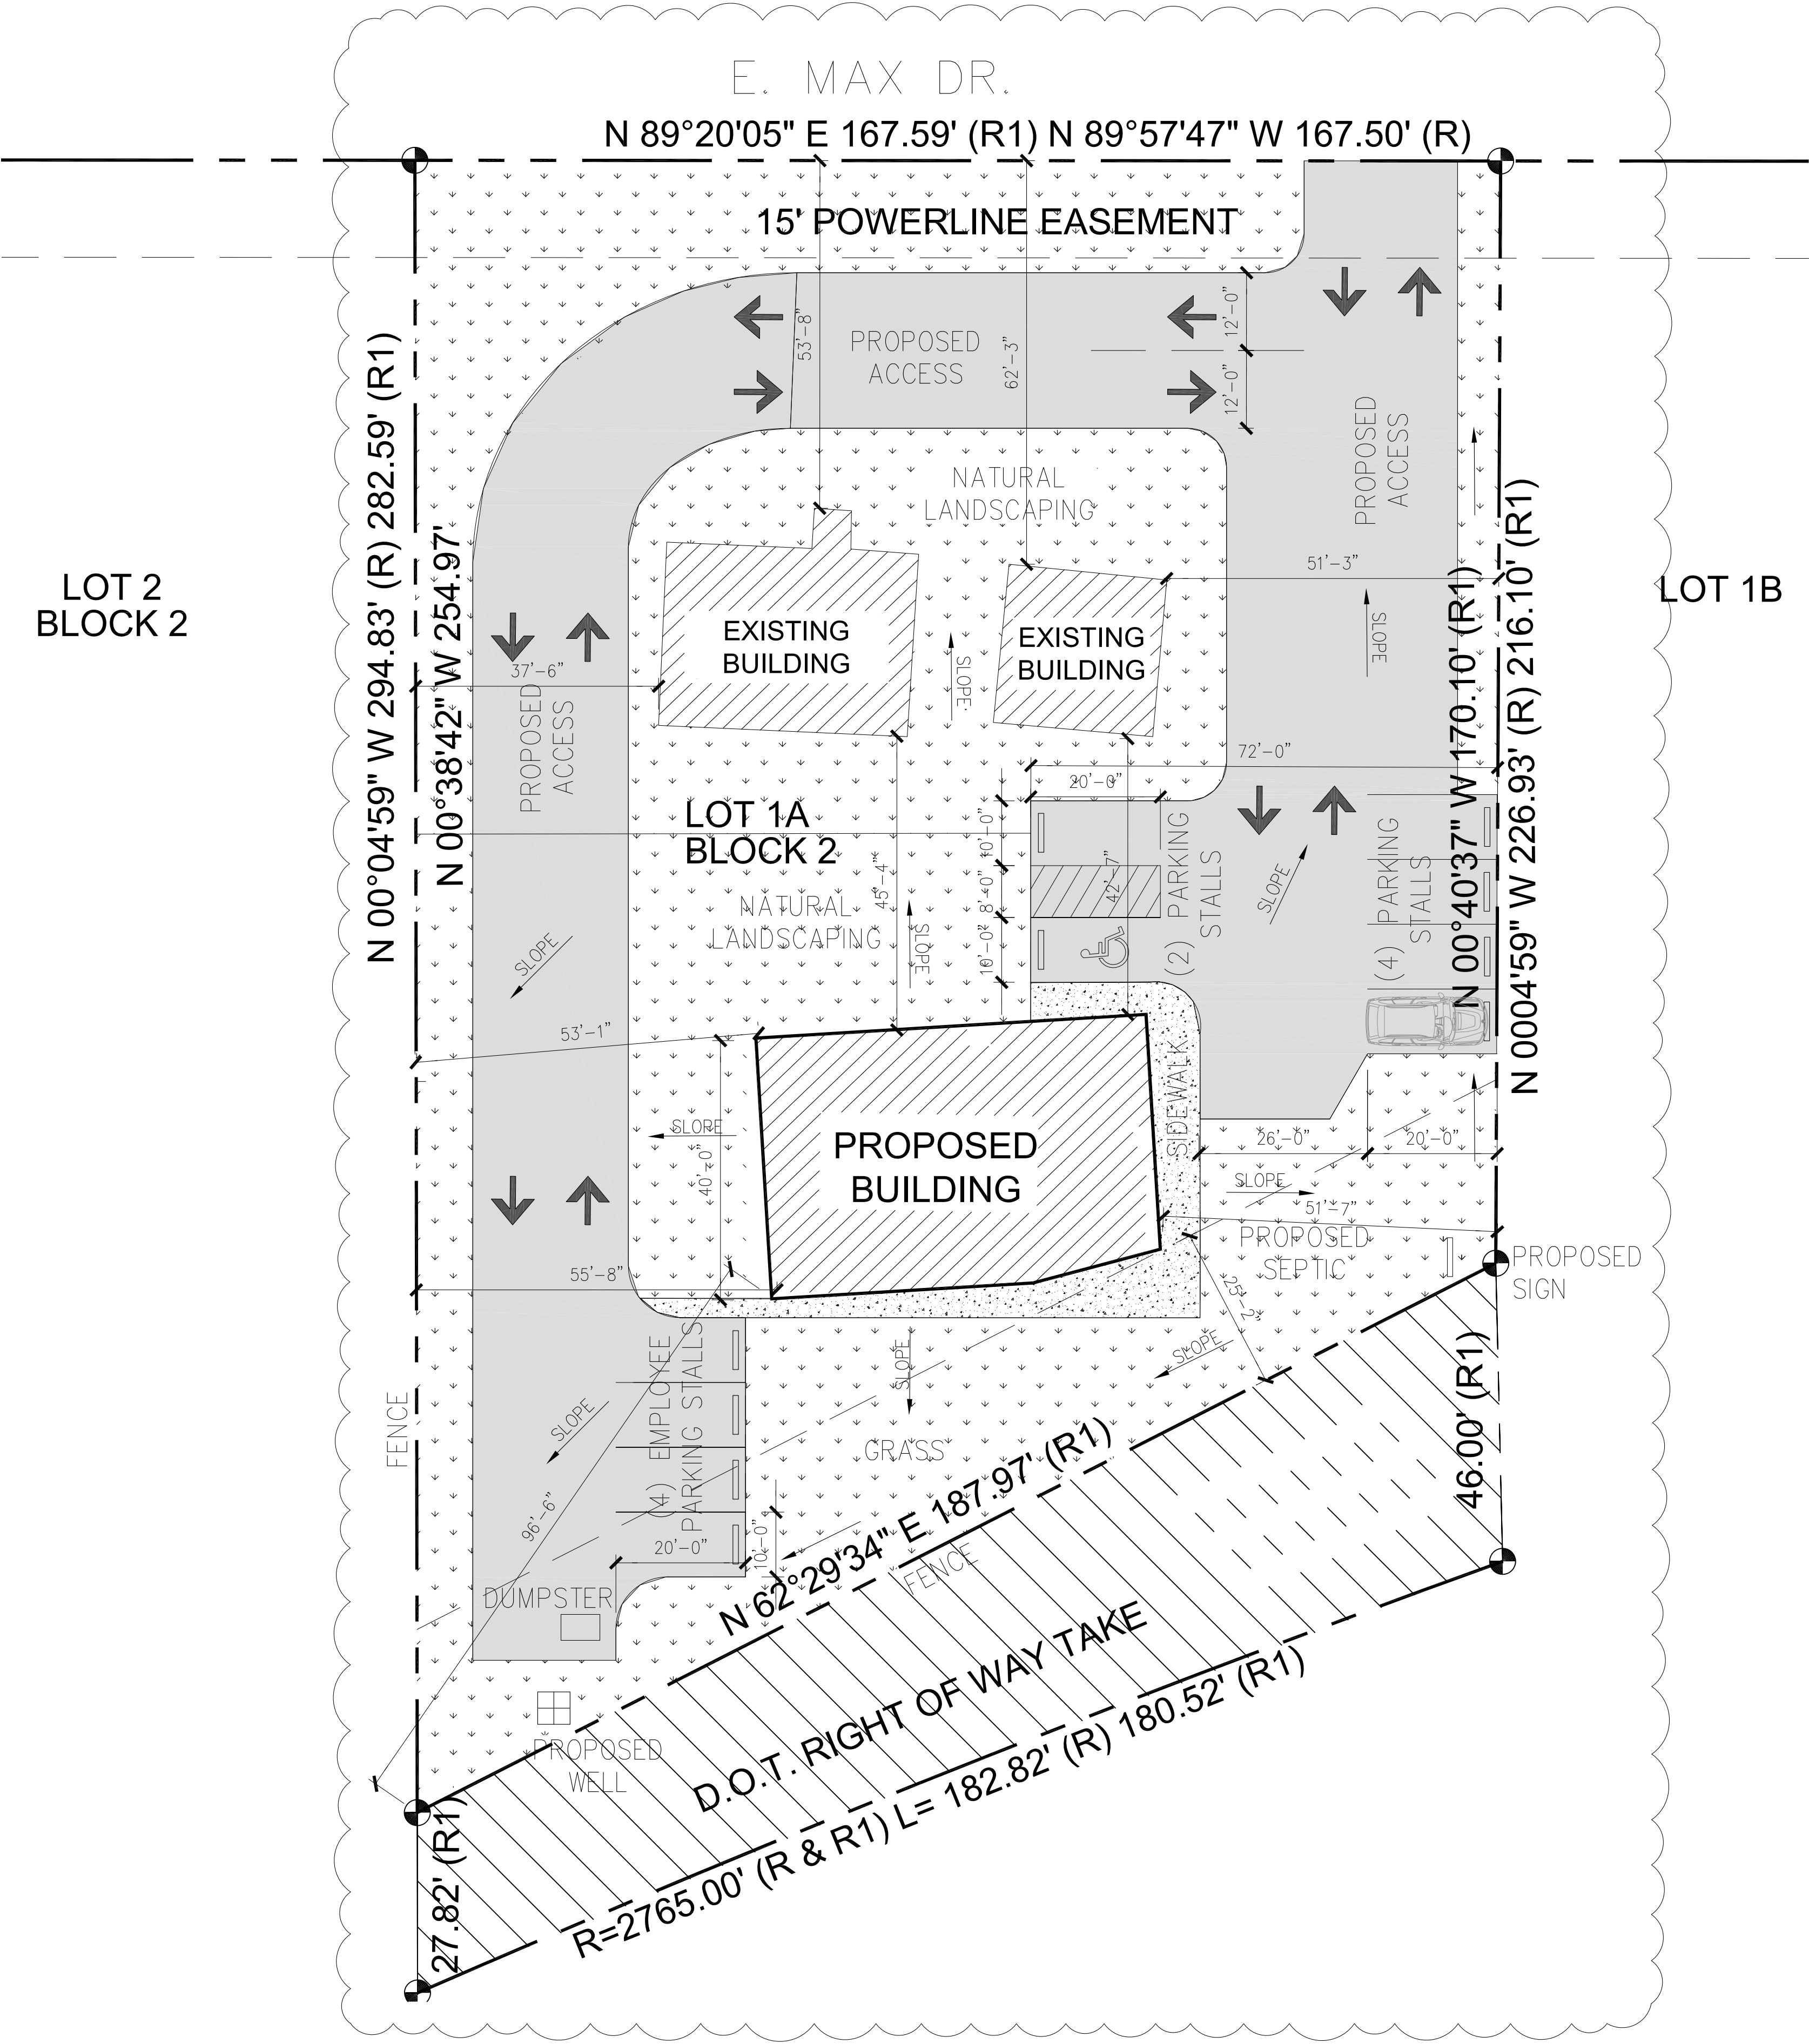 E. MAX DR.
N 89°20'05" E 167.59' (R1) N 89°57'47" W 167.50' (R)
15' POWERLINE EASEMENT
53'-8"
PROPOSED
ACCESS
62'-3"
12'-0"
12'-0"
PROPOSED
ACCESS
N 00°04'59" W 294.83' (R) 282.59' (R1)
N 00°38'42" W 254.97'
NATURAL
LANDSCAPING
51'-3"
LOT 2
BLOCK 2
LOT 1B
EXISTING
BUILDING
EXISTING
BUILDING
SLOPE
SLOPE
37'-6"
PROPOSED
ACCESS
N 00°40'37" W 170.10' (R1)
N 0004'59" W 226.93' (R) 216.10' (R1)
72'-0"
20'-0"
LOT 1A
BLOCK 2
10'-0"
8'-0"
10'-0"
45'-4"
42'-7"
(2) PARKING
STALLS
SLOPE
(4) PARKING
STALLS
NATURAL
LANDSCAPING
SLOPE
SLOPE
53'-1"
SLOPE
40'-0"
PROPOSED
BUILDING
SIDEWALK
26'-0"
20'-0"
SLOPE
51'-7"
PROPOSED
SEPTIC
PROPOSED
SIGN
55'-8"
25'-2"
FENCE
(4) EMPLOYEE
PARKING STALLS
SLOPE
SLOPE
SLOPE
GRASS
96'-6"
20'-0"
10'-0"
N 62°29'34" E 187.97' (R1)
FENCE
46.00' (R1)
DUMPSTER
PROPOSED
WELL
D.O.T. RIGHT OF WAY TAKE
R=2765.00' (R & R1) L= 182.82' (R) 180.52' (R1)
27.82' (R1)